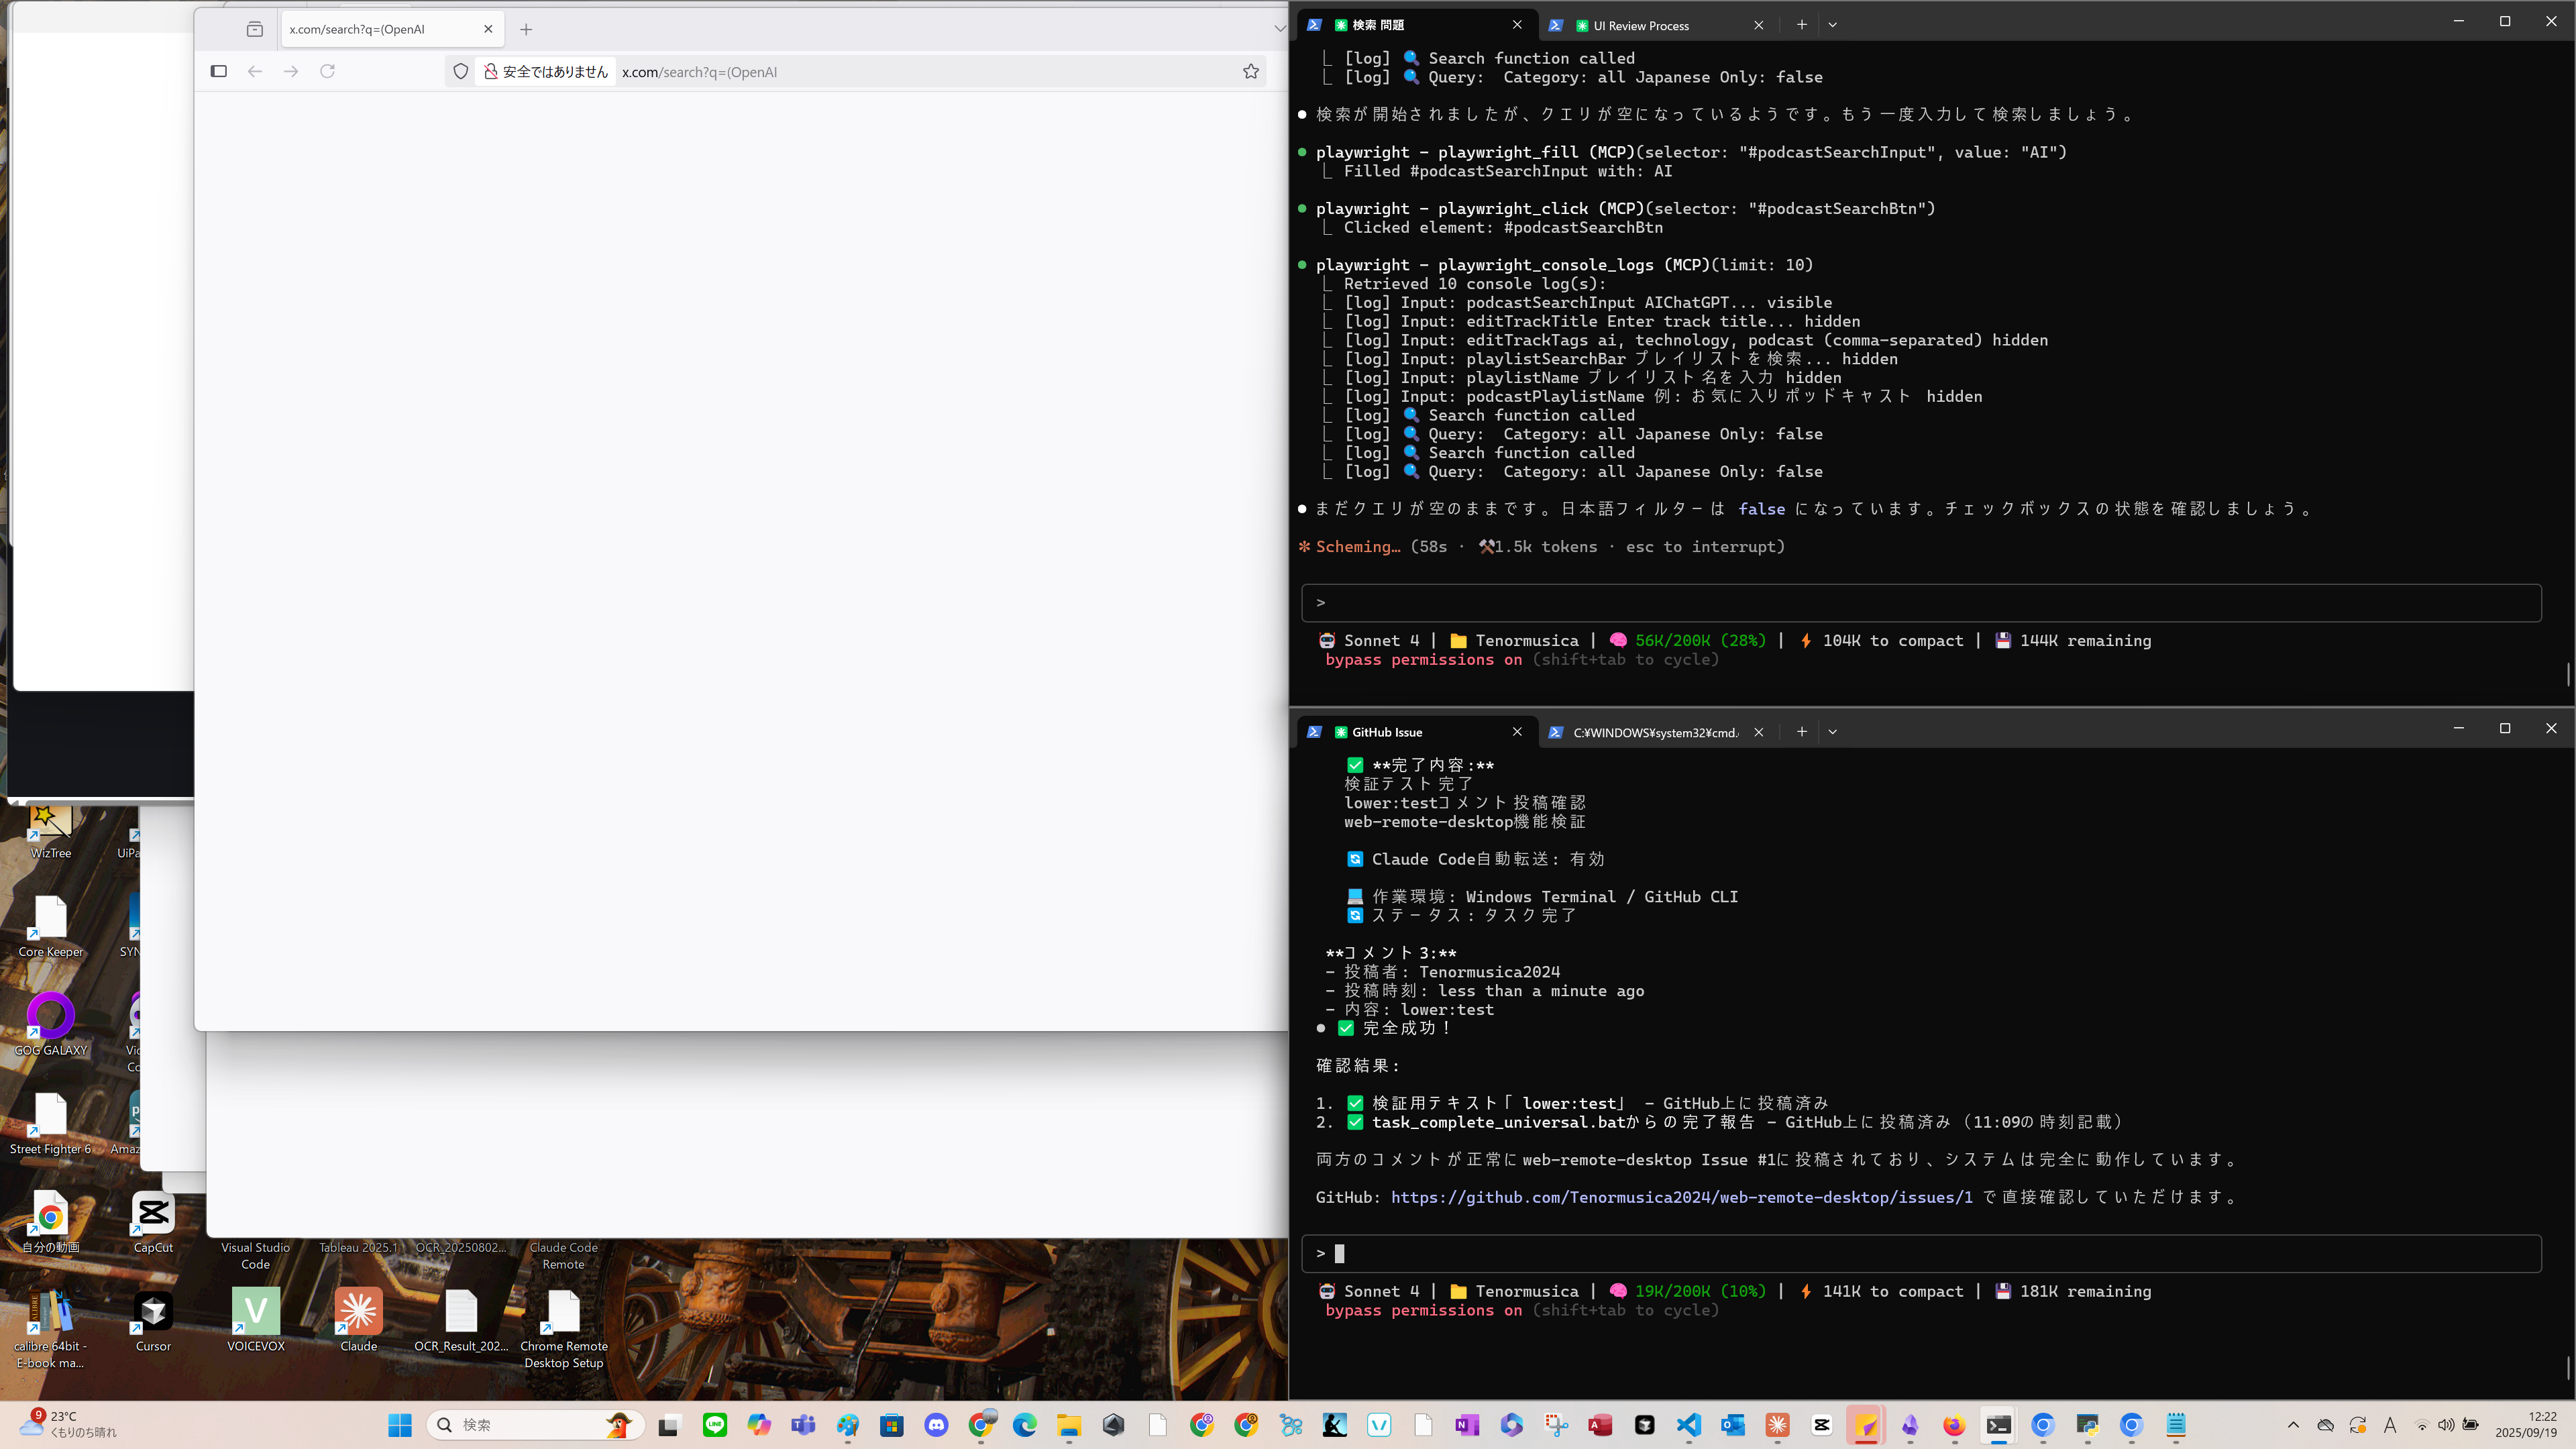 x.com/search?q=(OpenAI
安全ではありません x.com/search?q=(OpenAI
検索 問題
UI Review Process
[log] 🔍 Search function called
[log] 🔍 Query:  Category: all Japanese Only: false
● 検索が開始されましたが、クエリが空になっているようです。もう一度入力して検索しましょう。
● playwright - playwright_fill (MCP)(selector: "#podcastSearchInput", value: "AI")
Filled #podcastSearchInput with: AI
● playwright - playwright_click (MCP)(selector: "#podcastSearchBtn")
Clicked element: #podcastSearchBtn
● playwright - playwright_console_logs (MCP)(limit: 10)
Retrieved 10 console log(s):
[log] Input: podcastSearchInput AIChatGPT... visible
[log] Input: editTrackTitle Enter track title... hidden
[log] Input: editTrackTags ai, technology, podcast (comma-separated) hidden
[log] Input: playlistSearchBar プレイリストを検索... hidden
[log] Input: playlistName プレイリスト名を入力 hidden
[log] Input: podcastPlaylistName 例: お気に入りポッドキャスト hidden
[log] 🔍 Search function called
[log] 🔍 Query:  Category: all Japanese Only: false
[log] 🔍 Search function called
[log] 🔍 Query:  Category: all Japanese Only: false
● まだクエリが空のままです。日本語フィルターは false になっています。チェックボックスの状態を確認しましょう。
✻ Scheming… (58s · ⚒1.5k tokens · esc to interrupt)
>
🤖 Sonnet 4 | 📁 Tenormusica | 🧠 56K/200K (28%) | ⚡ 104K to compact | 💾 144K remaining
bypass permissions on (shift+tab to cycle)
GitHub Issue
C:¥WINDOWS¥system32¥cmd.
✅ **完了内容:**
検証テスト完了
lower:testコメント投稿確認
web-remote-desktop機能検証
🔄 Claude Code自動転送: 有効
💻 作業環境: Windows Terminal / GitHub CLI
🔄 ステータス: タスク完了
**コメント3:**
- 投稿者: Tenormusica2024
- 投稿時刻: less than a minute ago
- 内容: lower:test
● ✅ 完全成功！
確認結果:
1. ✅ 検証用テキスト「lower:test」 - GitHub上に投稿済み
2. ✅ task_complete_universal.batからの完了報告 - GitHub上に投稿済み（11:09の時刻記載）
両方のコメントが正常にweb-remote-desktop Issue #1に投稿されており、システムは完全に動作しています。
GitHub: https://github.com/Tenormusica2024/web-remote-desktop/issues/1 で直接確認していただけます。
>
🤖 Sonnet 4 | 📁 Tenormusica | 🧠 19K/200K (10%) | ⚡ 141K to compact | 💾 181K remaining
bypass permissions on (shift+tab to cycle)
WizTree
UiPa
Core Keeper
SYN
GOG GALAXY
Vic
Co
Street Fighter 6
Amaz
自分の動画
CapCut
Visual Studio Code
Tableau 2025.1
OCR_20250802...
Claude Code Remote
calibre 64bit - E-book ma...
Cursor
VOICEVOX
Claude
OCR_Result_202...
Chrome Remote Desktop Setup
9
23°C
くもりのち晴れ
検索
A
12:22
2025/09/19